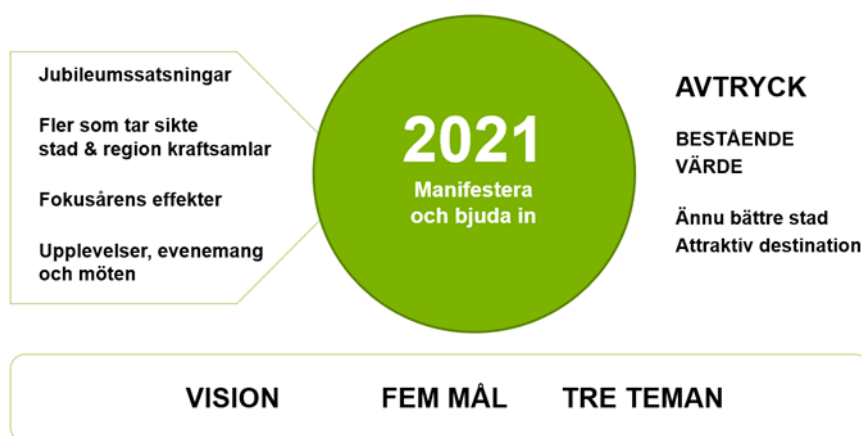 Jubileumssatsningar
Fler som tar sikte
stad & region kraftsamlar
Fokusårens effekter
Upplevelser, evenemang
och möten
2021
Manifestera
och bjuda in
AVTRYCK
BESTÅENDE
VÄRDE
Ännu bättre stad
Attraktiv destination
VISION FEM MÅL TRE TEMAN